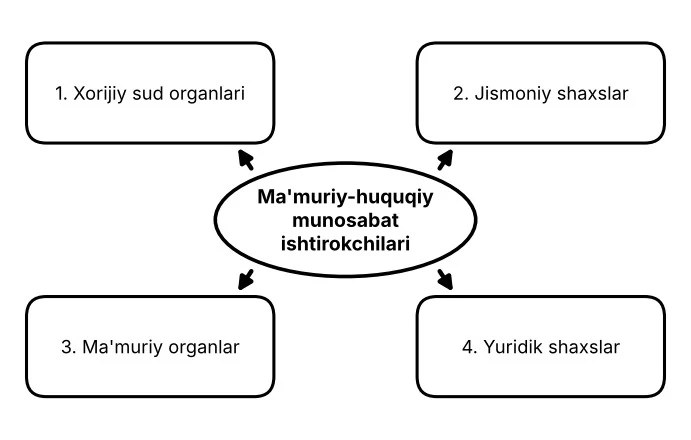 1. Xorijiy sud organlari
2. Jismoniy shaxslar
Ma'muriy-huquqiy
munosabat
ishtirokchilari
3. Ma'muriy organlar
4. Yuridik shaxslar